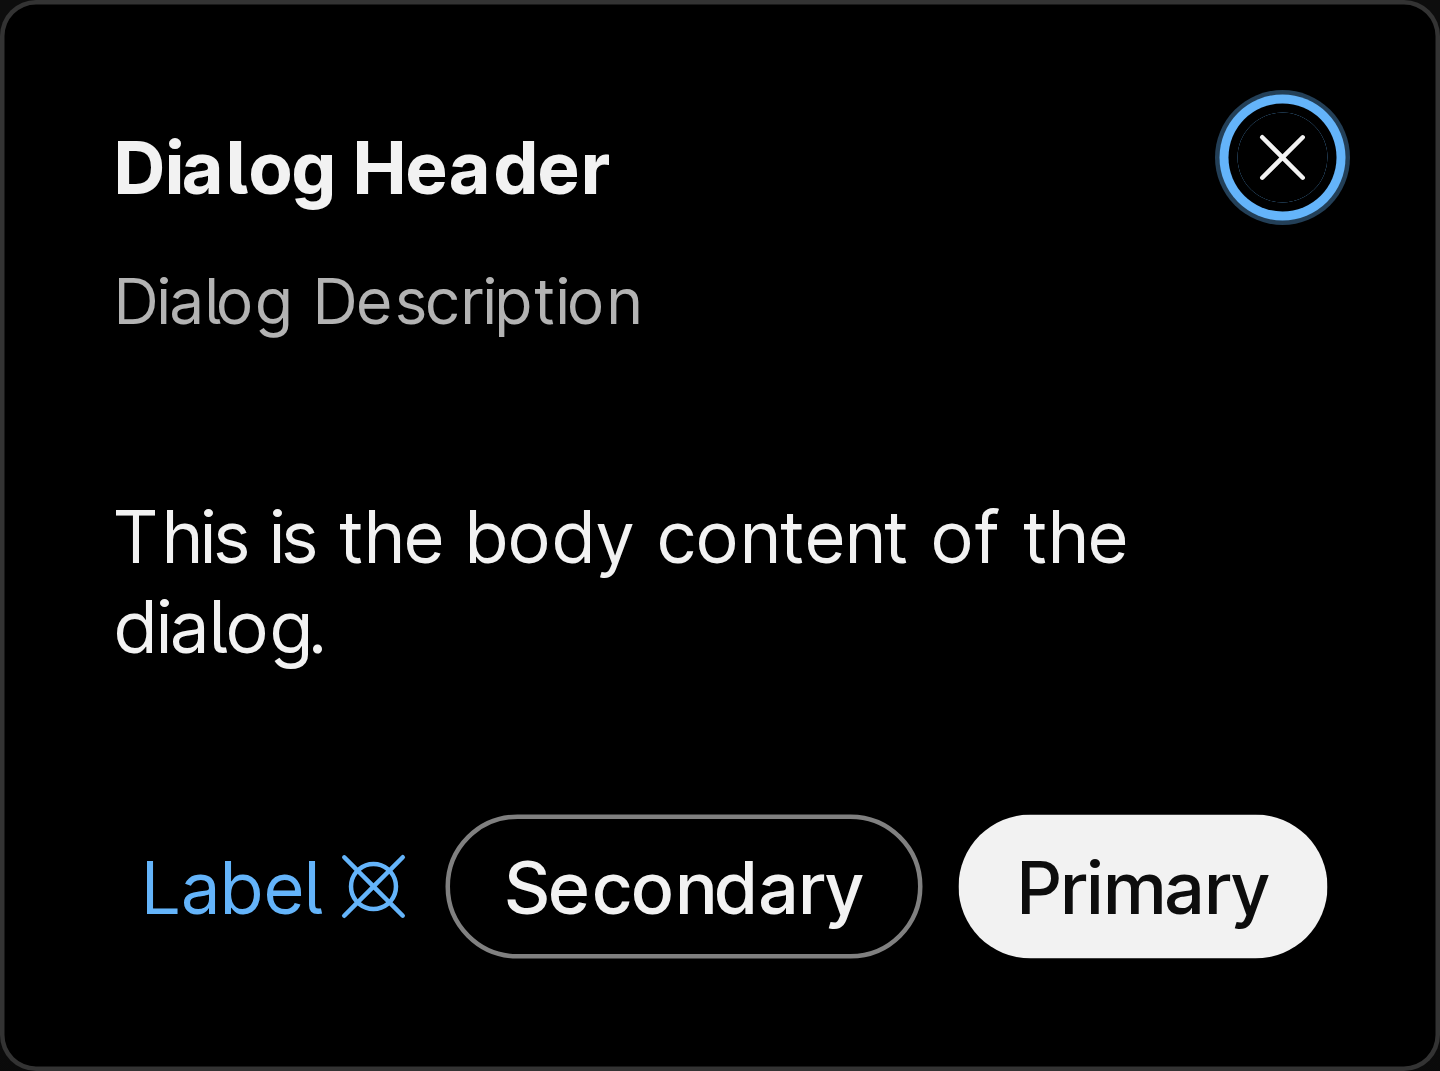 Dialog Header
Dialog Description
This is the body content of the
dialog.
Label
Secondary
Primary